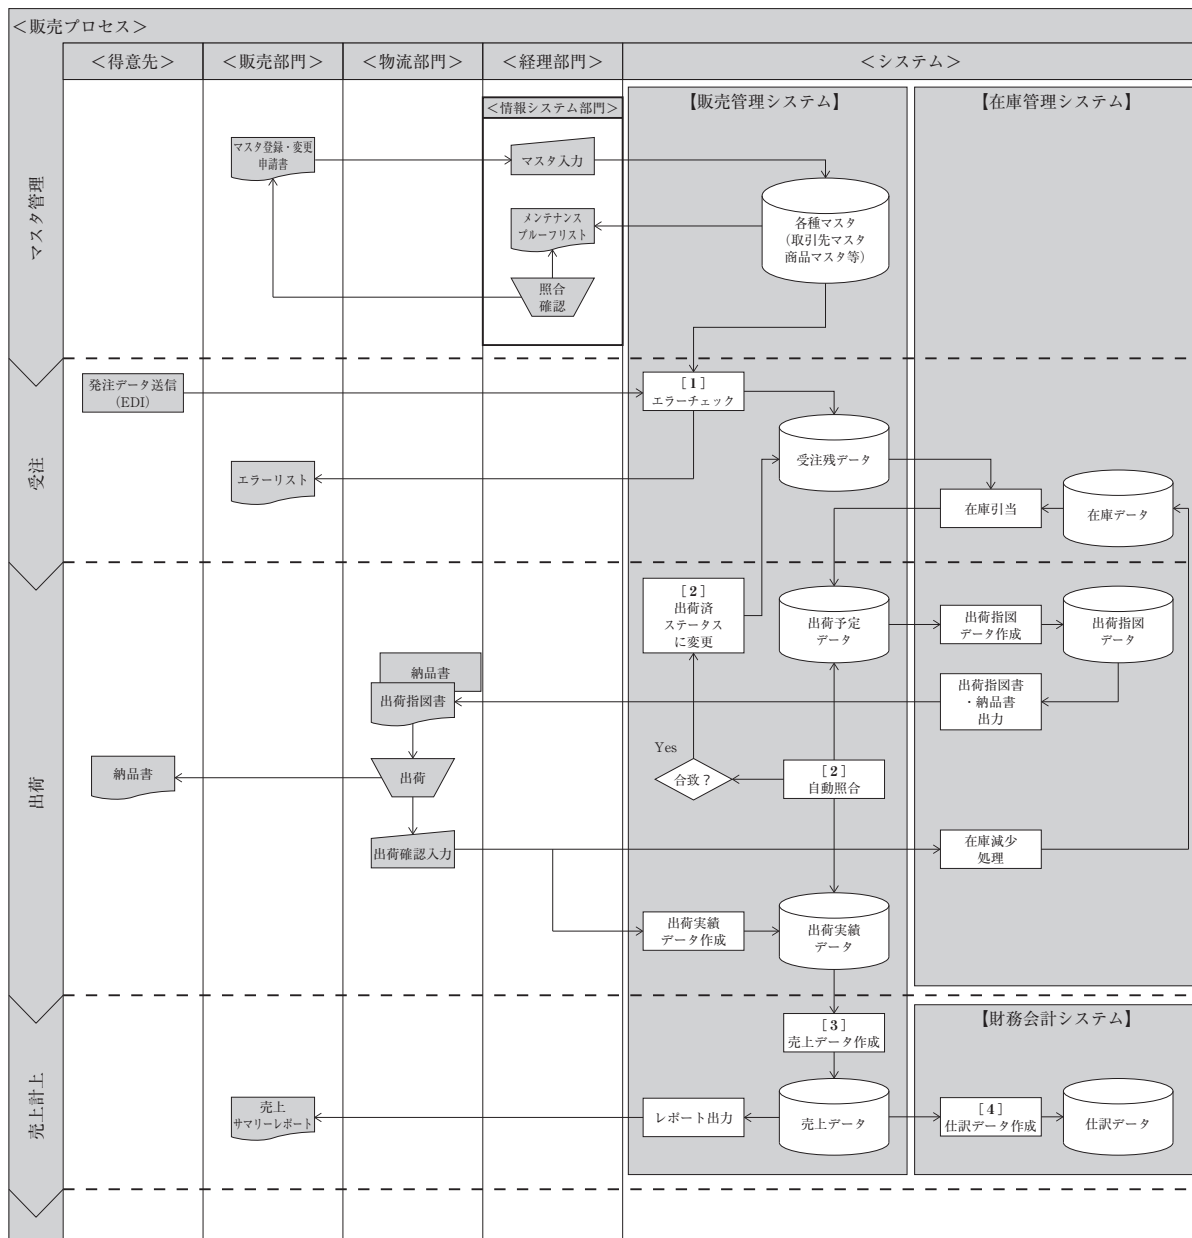 ＜販売プロセス＞
＜得意先＞
＜販売部門＞
＜物流部門＞
＜経理部門＞
＜システム＞
マスタ管理
＜情報システム部門＞
【販売管理システム】
【在庫管理システム】
マスタ登録・変更
申請書
マスタ入力
メンテナンス
プルーフリスト
照合
確認
各種マスタ
（取引先マスタ
商品マスタ等）
受注
発注データ送信
（EDI）
［1］
エラーチェック
エラーリスト
受注残データ
在庫引当
在庫データ
出荷
［2］
出荷済
ステータス
に変更
出荷予定
データ
出荷指図
データ作成
出荷指図
データ
納品書
出荷指図書
出荷指図書
・納品書
出力
納品書
出荷
Yes
合致？
［2］
自動照合
出荷確認入力
在庫減少
処理
出荷実績
データ作成
出荷実績
データ
売上計上
［3］
売上データ作成
【財務会計システム】
売上
サマリーレポート
レポート出力
売上データ
［4］
仕訳データ作成
仕訳データ